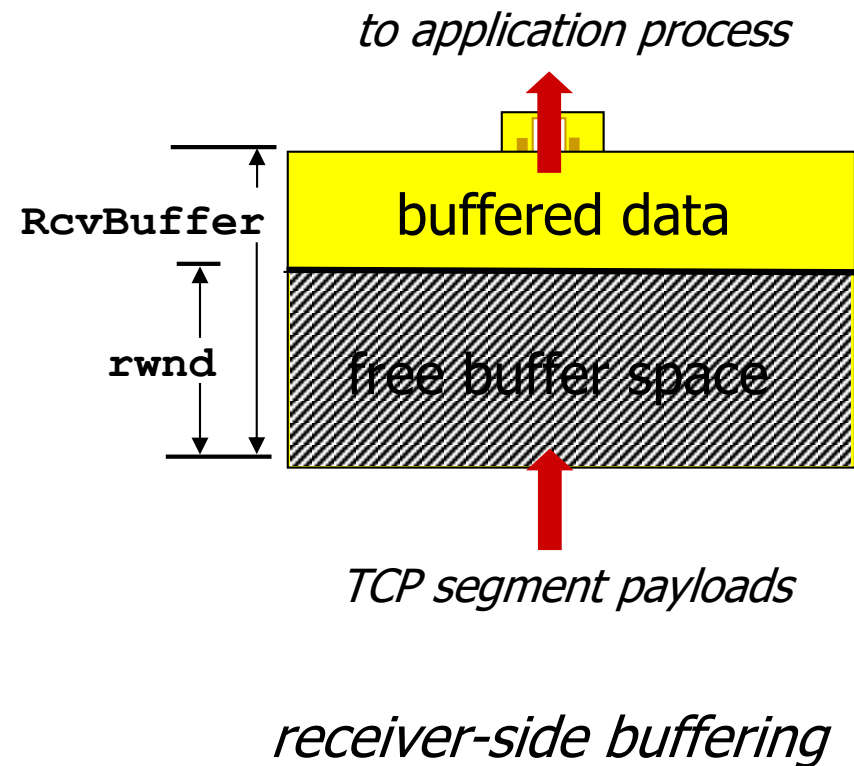 to application process
RcvBuffer
buffered data
rwnd
free buffer space
TCP segment payloads
receiver-side buffering